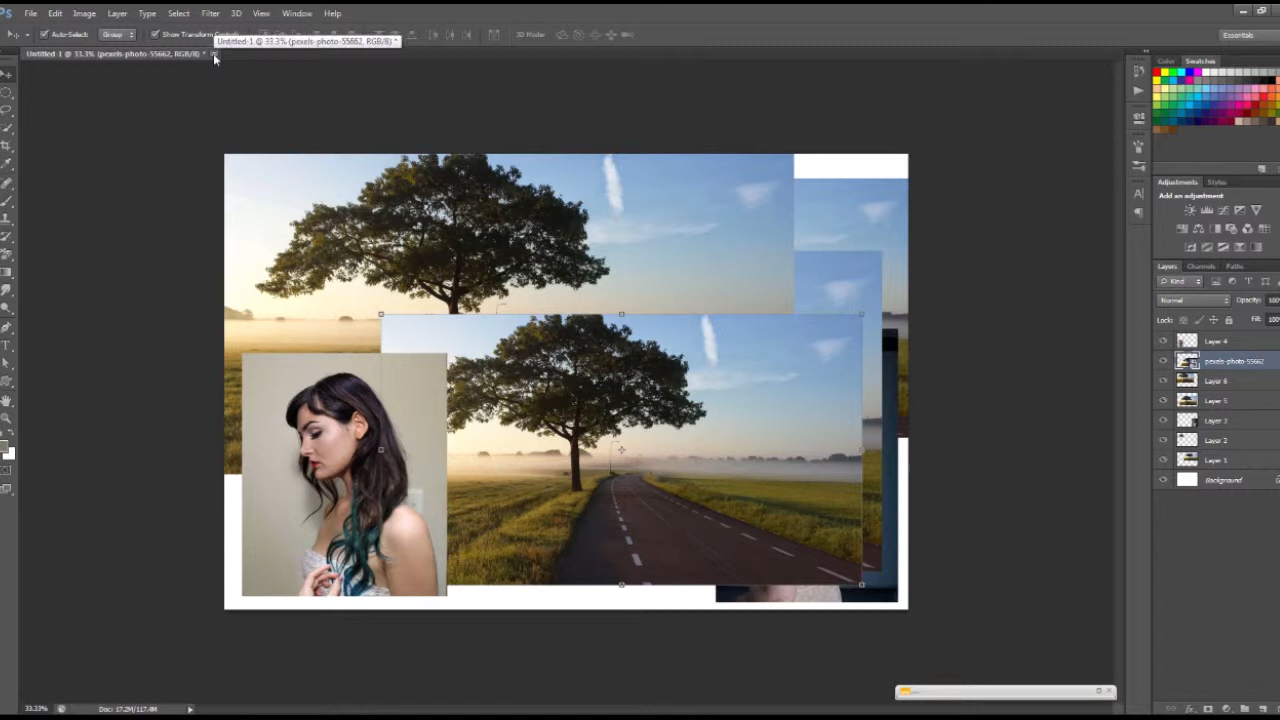 Ps File Edit Image Layer Type Select Filter 3D View Window Help
Auto-Select: Group Show Transform Controls 3D Mode: Essentials
Untitled-1 @ 33.3% (pexels-photo-55662, RGB/8) *
Untitled-1 @ 33.3% (pexels-photo-55662, RGB/8) *
Color Swatches
Adjustments Styles
Add an adjustment
Layers Channels Paths
Kind
Normal Opacity: 100
Lock: Fill: 100
Layer 4
pexels-photo-55662
Layer 6
Layer 5
Layer 3
Layer 2
Layer 1
Background
33.33% Doc: 17.2M/117.4M